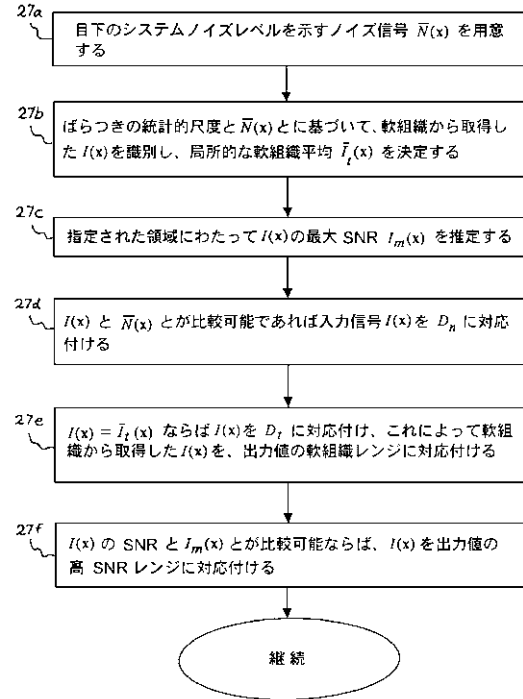 27a
目下のシステムノイズレベルを示すノイズ信号 N̄(x) を用意
する
27b
ばらつきの統計的尺度と N̄(x) とに基づいて、軟組織から取得し
た I(x) を識別し、局所的な軟組織平均 Ī_t(x) を決定する
27c
指定された領域にわたって I(x) の最大 SNR I_m(x) を推定する
27d
I(x) と N̄(x) とが比較可能であれば入力信号 I(x) を D_n に対応
付ける
27e
I(x) = Ī_t(x) ならば I(x) を D_t に対応付け、これによって軟組
織から取得した I(x) を、出力値の軟組織レンジに対応付ける
27f
I(x) の SNR と I_m(x) とが比較可能ならば、I(x) を出力値の
高 SNR レンジに対応付ける
継続